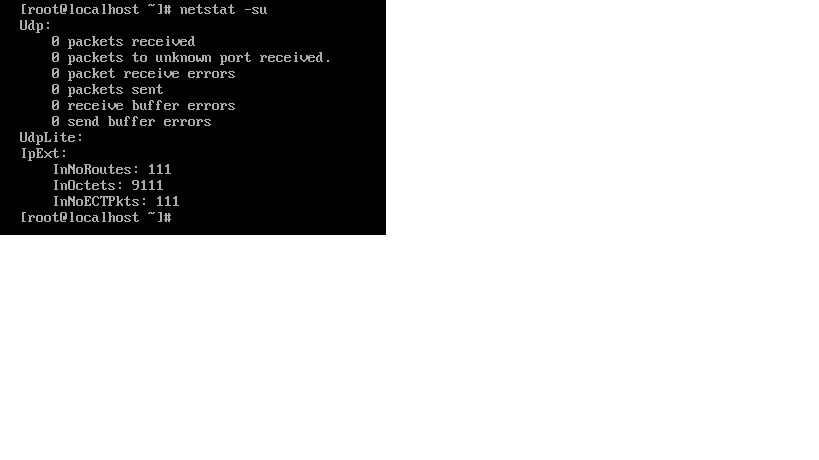 [root@localhost ~]# netstat -su
Udp:
    0 packets received
    0 packets to unknown port received.
    0 packet receive errors
    0 packets sent
    0 receive buffer errors
    0 send buffer errors
UdpLite:
IpExt:
    InNoRoutes: 111
    InOctets: 9111
    InNoECTPkts: 111
[root@localhost ~]#